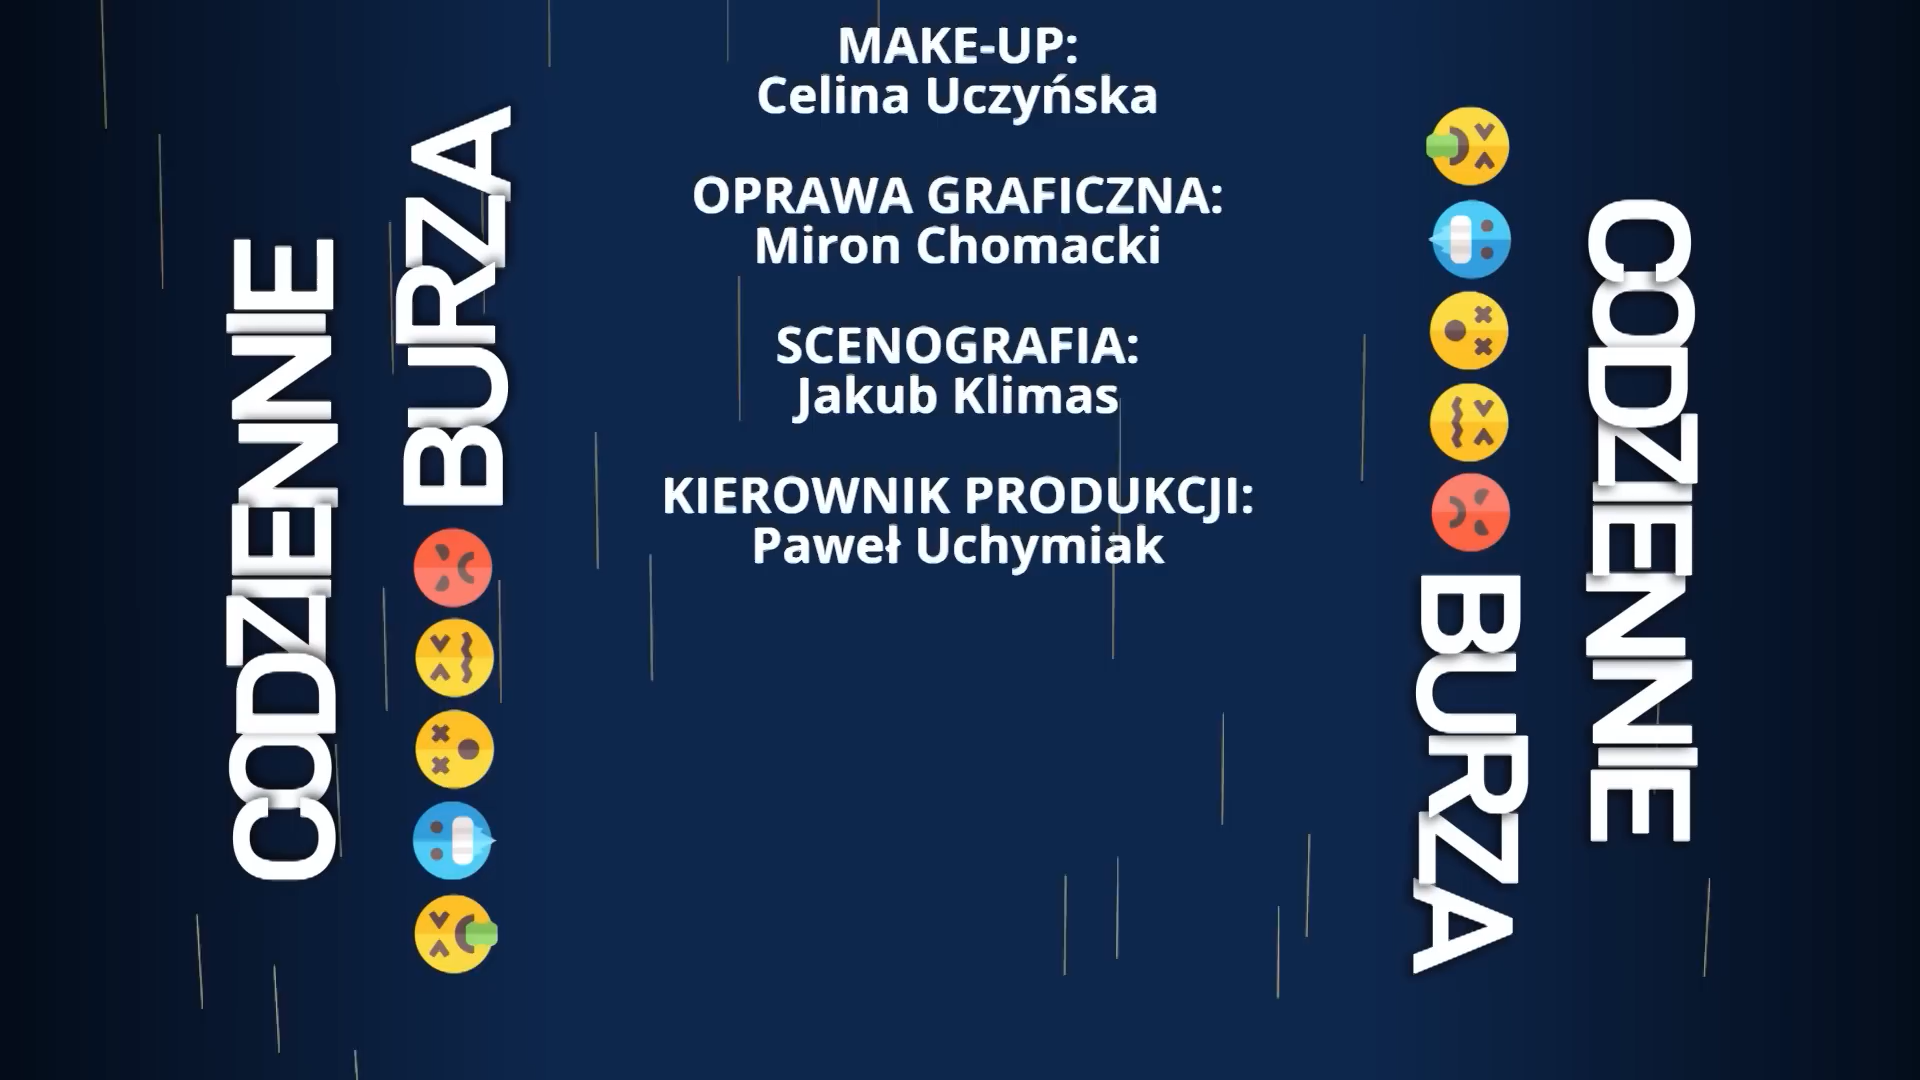 CODZIENNIE
BURZA
MAKE-UP:
Celina Uczyńska
OPRAWA GRAFICZNA:
Miron Chomacki
SCENOGRAFIA:
Jakub Klimas
KIEROWNIK PRODUKCJI:
Paweł Uchymiak
CODZIENNIE
BURZA